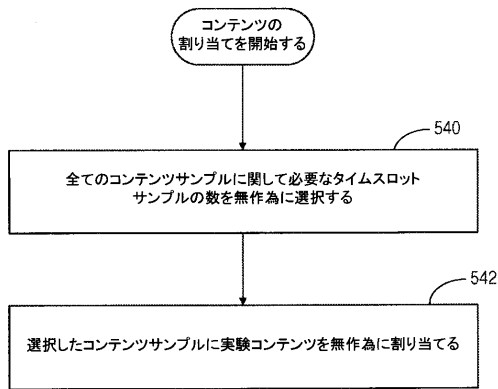 コンテンツの
割り当てを開始する
540
全てのコンテンツサンプルに関して必要なタイムスロット
サンプルの数を無作為に選択する
542
選択したコンテンツサンプルに実験コンテンツを無作為に割り当てる